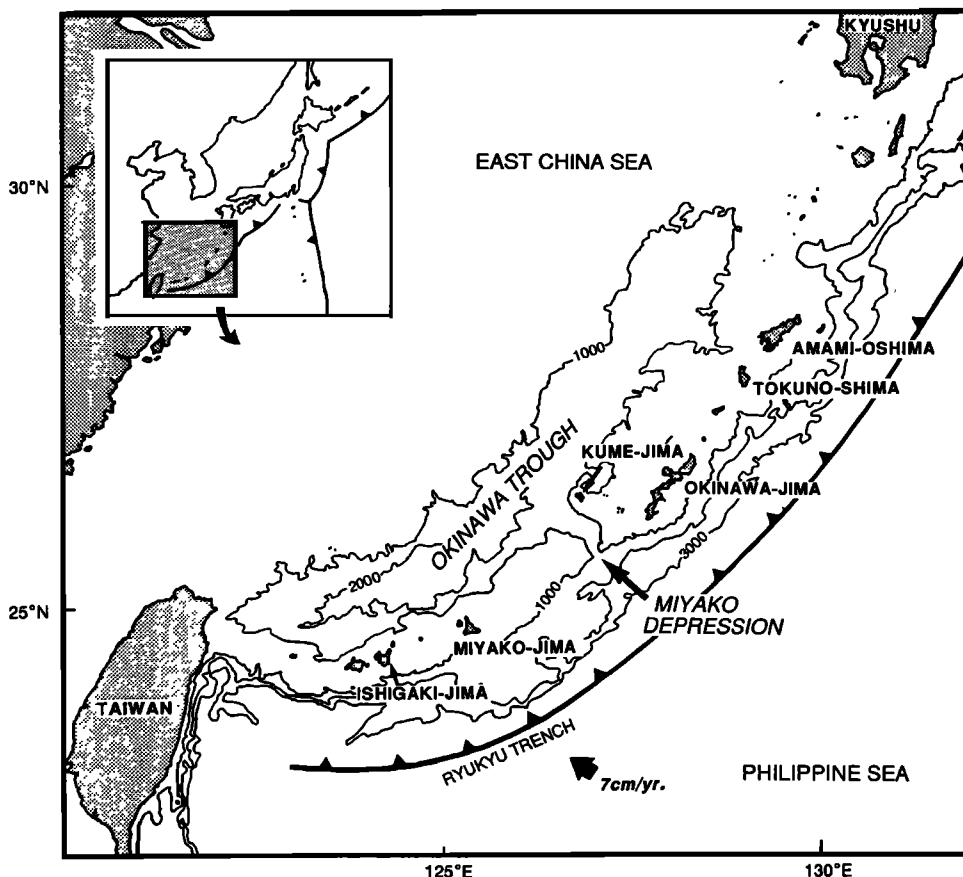 KYUSHU
EAST CHINA SEA
30°N
1000
AMAMI-OSHIMA
TOKUNO-SHIMA
KUME-JIMA
OKINAWA TROUGH
OKINAWA-JIMA
3000
2000
25°N
1000
MIYAKO
DEPRESSION
MIYAKO-JIMA
ISHIGAKI-JIMA
TAIWAN
RYUKYU TRENCH
7cm/yr.
PHILIPPINE SEA
125°E
130°E